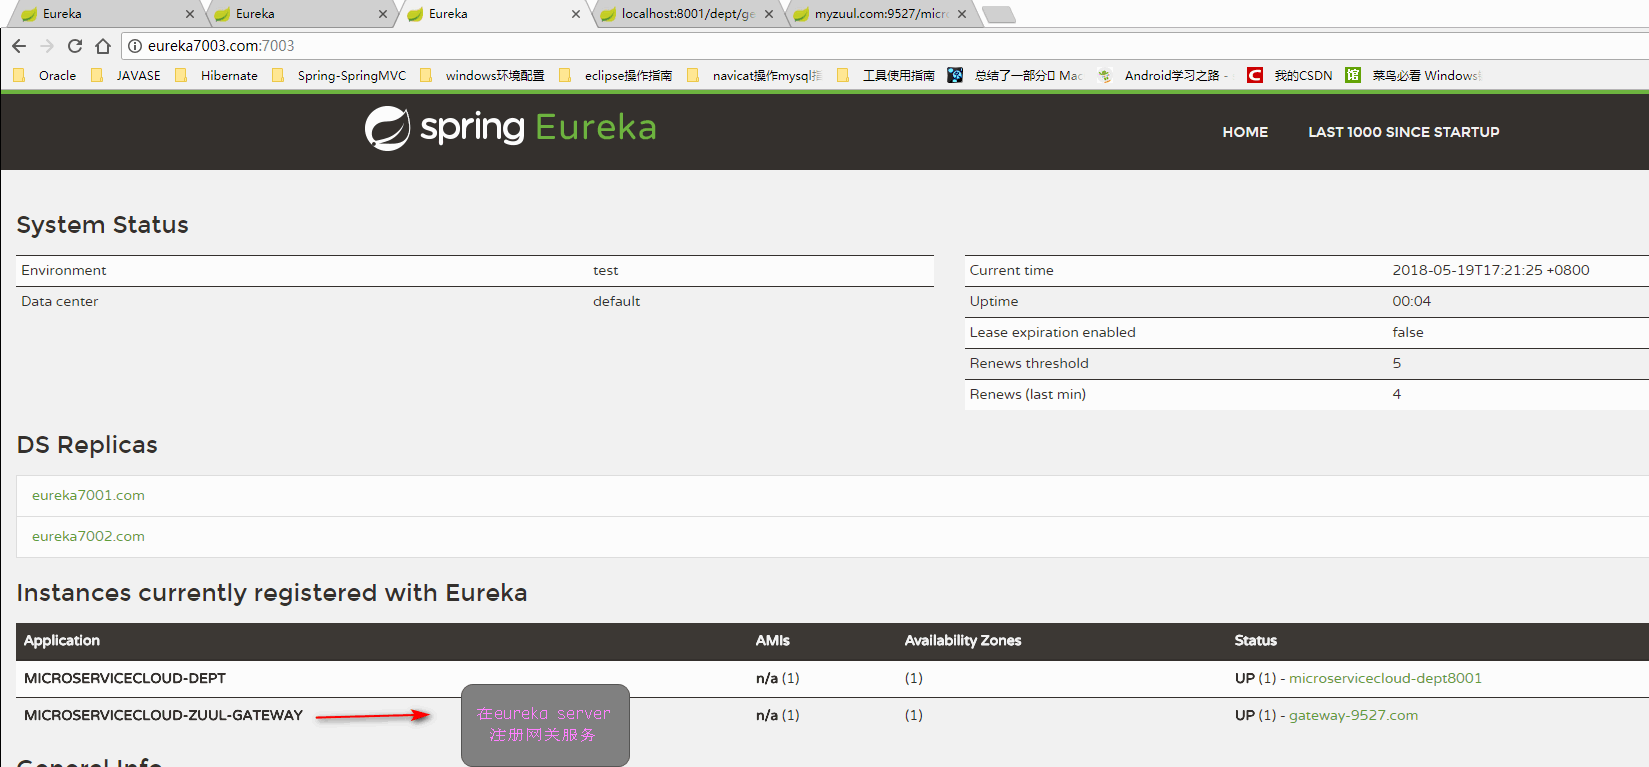 Eureka
Eureka
Eureka
localhost:8001/dept/ge
myzuul.com:9527/micr
eureka7003.com:7003
Oracle
JAVASE
Hibernate
Spring-SpringMVC
windows环境配置
eclipse操作指南
navicat操作mysql
工具使用指南
总结了一部分 Mac
Android学习之路 -
我的CSDN
菜鸟必看 Windows
spring Eureka
HOME
LAST 1000 SINCE STARTUP
System Status
Environment test
Data center default
Current time 2018-05-19T17:21:25 +0800
Uptime 00:04
Lease expiration enabled false
Renews threshold 5
Renews (last min) 4
DS Replicas
eureka7001.com
eureka7002.com
Instances currently registered with Eureka
Application AMIs Availability Zones Status
MICROSERVICECLOUD-DEPT n/a (1) (1) UP (1) - microservicecloud-dept8001
MICROSERVICECLOUD-ZUUL-GATEWAY n/a (1) (1) UP (1) - gateway-9527.com
在eureka server
注册网关服务
General Info